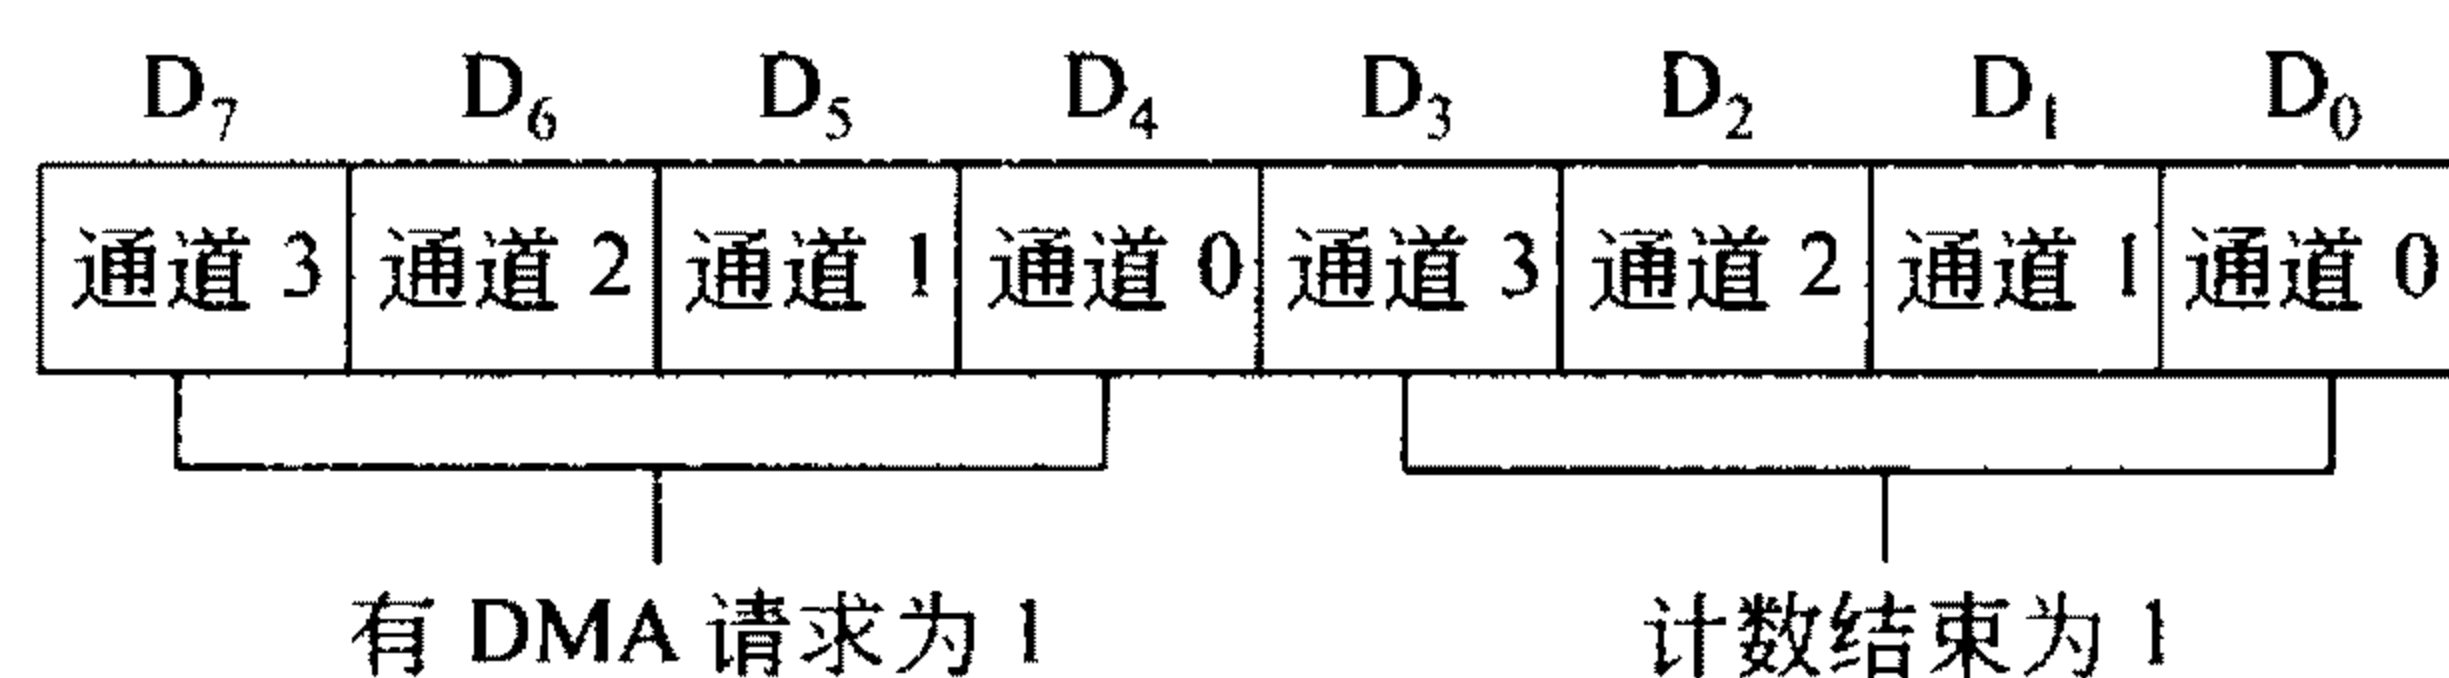 D₇ D₆ D₅ D₄ D₃ D₂ D₁ D₀
通道 3 通道 2 通道 1 通道 0 通道 3 通道 2 通道 1 通道 0
有 DMA 请求为 1 计数结束为 1